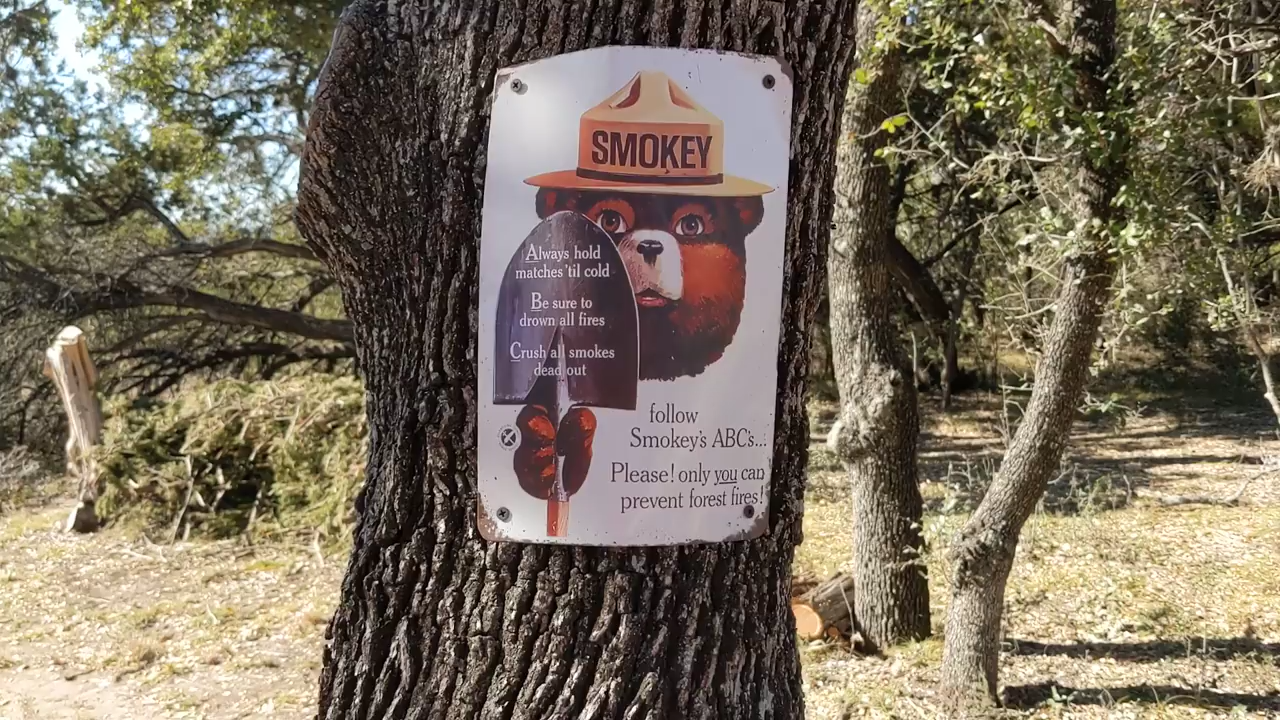 SMOKEY
Always hold
matches 'til cold
Be sure to
drown all fires
Crush all smokes
dead out
follow
Smokey's ABC's...
Please! only you can
prevent forest fires!